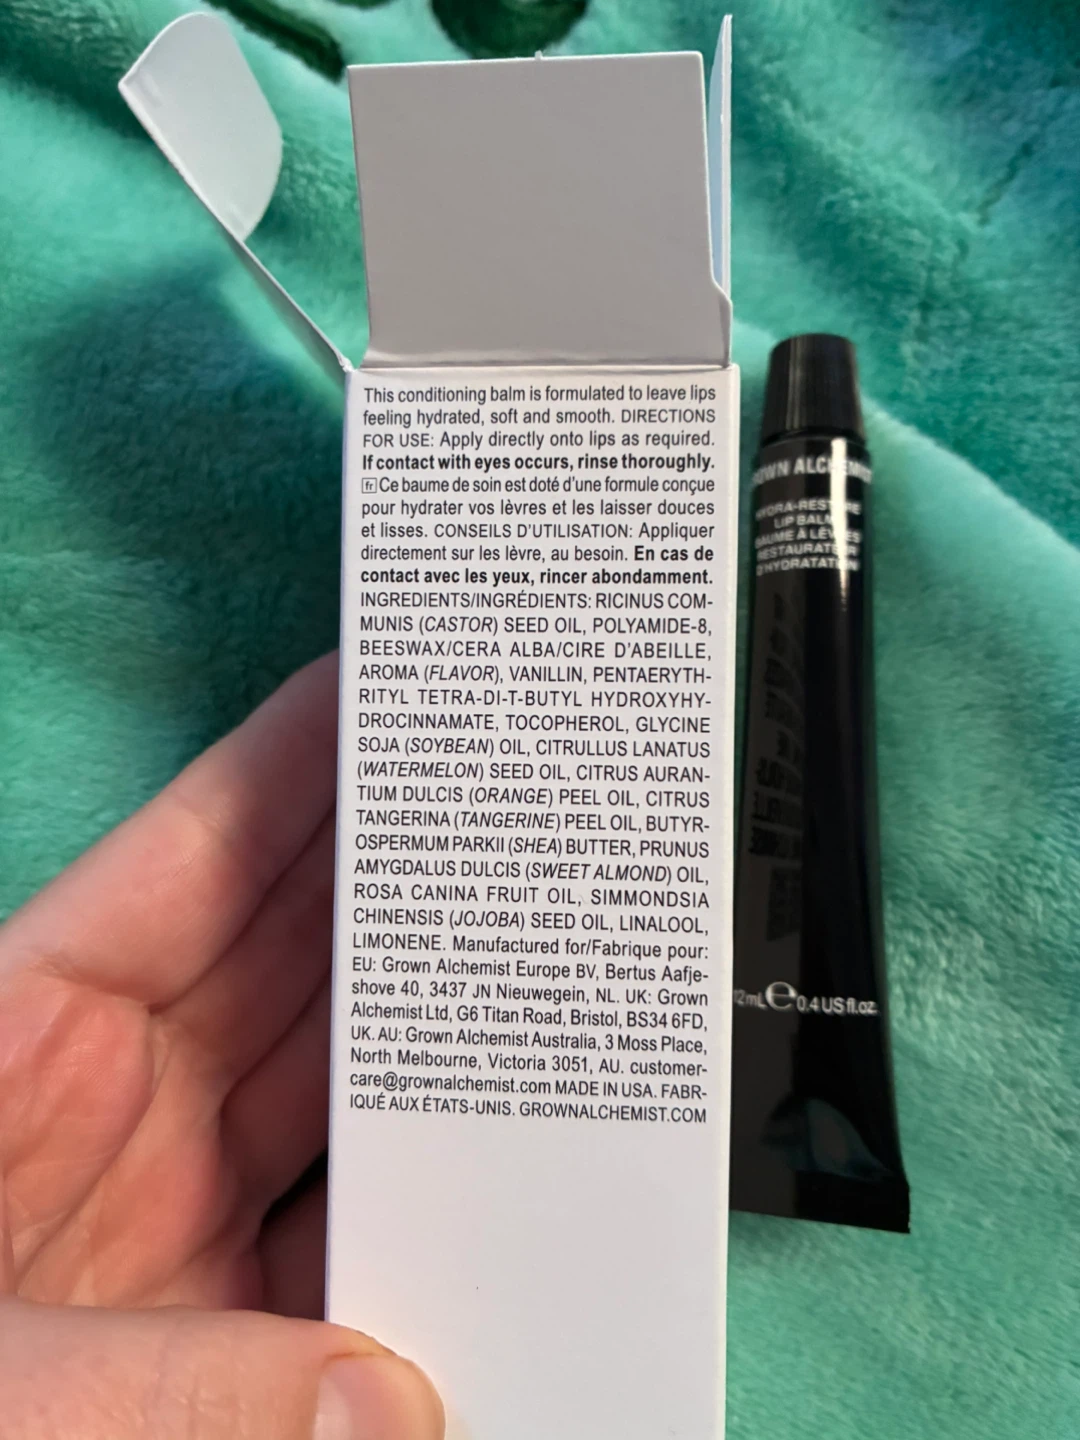 This conditioning balm is formulated to leave lips
feeling hydrated, soft and smooth. DIRECTIONS
FOR USE: Apply directly onto lips as required.
If contact with eyes occurs, rinse thoroughly.
fr Ce baume de soin est doté d'une formule conçue
pour hydrater vos lèvres et les laisser douces
et lisses. CONSEILS D'UTILISATION: Appliquer
directement sur les lèvre, au besoin. En cas de
contact avec les yeux, rincer abondamment.
INGREDIENTS/INGRÉDIENTS: RICINUS COM-
MUNIS (CASTOR) SEED OIL, POLYAMIDE-8,
BEESWAX/CERA ALBA/CIRE D'ABEILLE,
AROMA (FLAVOR), VANILLIN, PENTAERYTH-
RITYL TETRA-DI-T-BUTYL HYDROXYHY-
DROCINNAMATE, TOCOPHEROL, GLYCINE
SOJA (SOYBEAN) OIL, CITRULLUS LANATUS
(WATERMELON) SEED OIL, CITRUS AURAN-
TIUM DULCIS (ORANGE) PEEL OIL, CITRUS
TANGERINA (TANGERINE) PEEL OIL, BUTYR-
OSPERMUM PARKII (SHEA) BUTTER, PRUNUS
AMYGDALUS DULCIS (SWEET ALMOND) OIL,
ROSA CANINA FRUIT OIL, SIMMONDSIA
CHINENSIS (JOJOBA) SEED OIL, LINALOOL,
LIMONENE. Manufactured for/Fabrique pour:
EU: Grown Alchemist Europe BV, Bertus Aafje-
shove 40, 3437 JN Nieuwegein, NL. UK: Grown
Alchemist Ltd, G6 Titan Road, Bristol, BS34 6FD,
UK. AU: Grown Alchemist Australia, 3 Moss Place,
North Melbourne, Victoria 3051, AU. customer-
care@grownalchemist.com MADE IN USA. FABR-
IQUÉ AUX ÉTATS-UNIS. GROWNALCHEMIST.COM
OWN ALCHEMIST
HYDRA-RESTORE
LIP BALM
BAUME À LÈVRES
RESTAURATEUR
D'HYDRATATION
12mL e 0.4 US fl.oz.